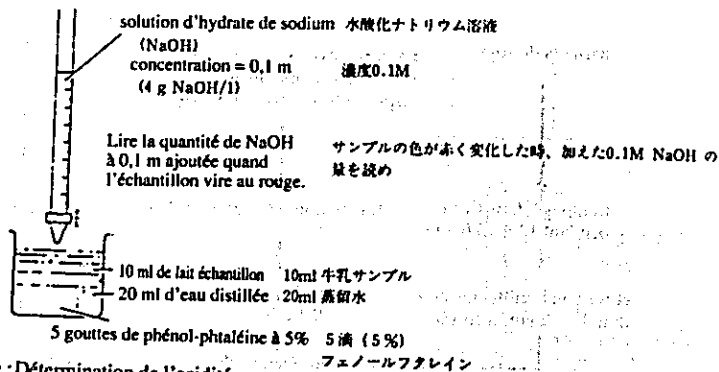 solution d'hydrate de sodium 水酸化ナトリウム溶液
(NaOH)
concentration = 0,1 m 濃度0.1M
(4 g NaOH/l)
Lire la quantité de NaOH サンプルの色が赤く変化した時、加えた0.1M NaOH の
à 0,1 m ajoutée quand 量を読め
l'échantillon vire au rouge.
10 ml de lait échantillon 10ml 牛乳サンプル
20 ml d'eau distillée 20ml 蒸留水
5 gouttes de phénol-phtaléine à 5% 5滴 (5%)
フェノールフタレイン
: Détermination de l'acidité